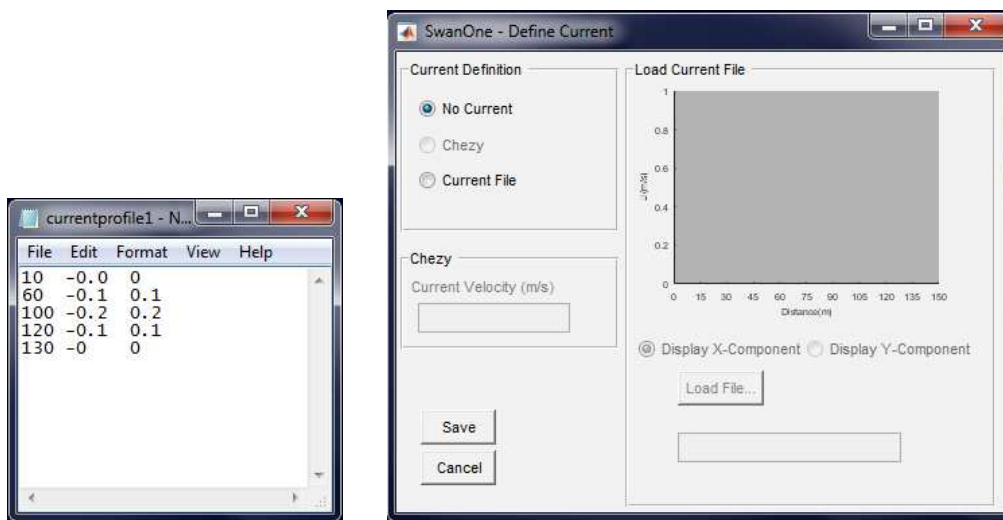 currentprofile1 - N...
File Edit Format View Help
10 -0.0 0
60 -0.1 0.1
100 -0.2 0.2
120 -0.1 0.1
130 -0 0
SwanOne - Define Current
Current Definition
No Current
Chezy
Current File
Chezy
Current Velocity (m/s)
Save
Cancel
Load Current File
1
0.8
0.6
0.4
0.2
0
U(m/s)
0 15 30 45 60 75 90 105 120 135 150
Distance(m)
Display X-Component Display Y-Component
Load File...